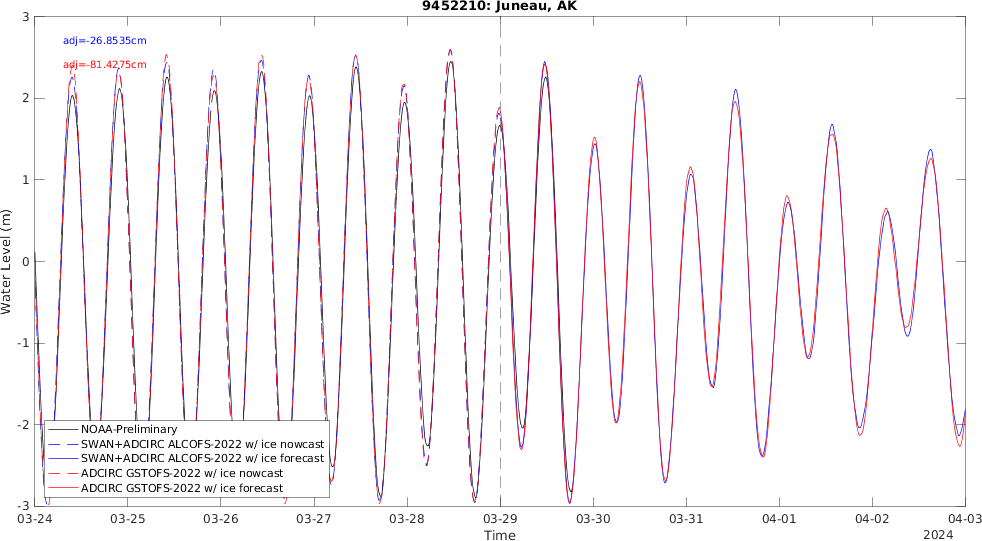 9452210: Juneau, AK
3
adj=-26.8535cm
adj=-81.4275cm
2
1
0
-1
-2
-3
Water Level (m)
NOAA-Preliminary
SWAN+ADCIRC ALCOFS-2022 w/ ice nowcast
SWAN+ADCIRC ALCOFS-2022 w/ ice forecast
ADCIRC GSTOFS-2022 w/ ice nowcast
ADCIRC GSTOFS-2022 w/ ice forecast
03-24 03-25 03-26 03-27 03-28 03-29 03-30 03-31 04-01 04-02 04-03
Time
2024